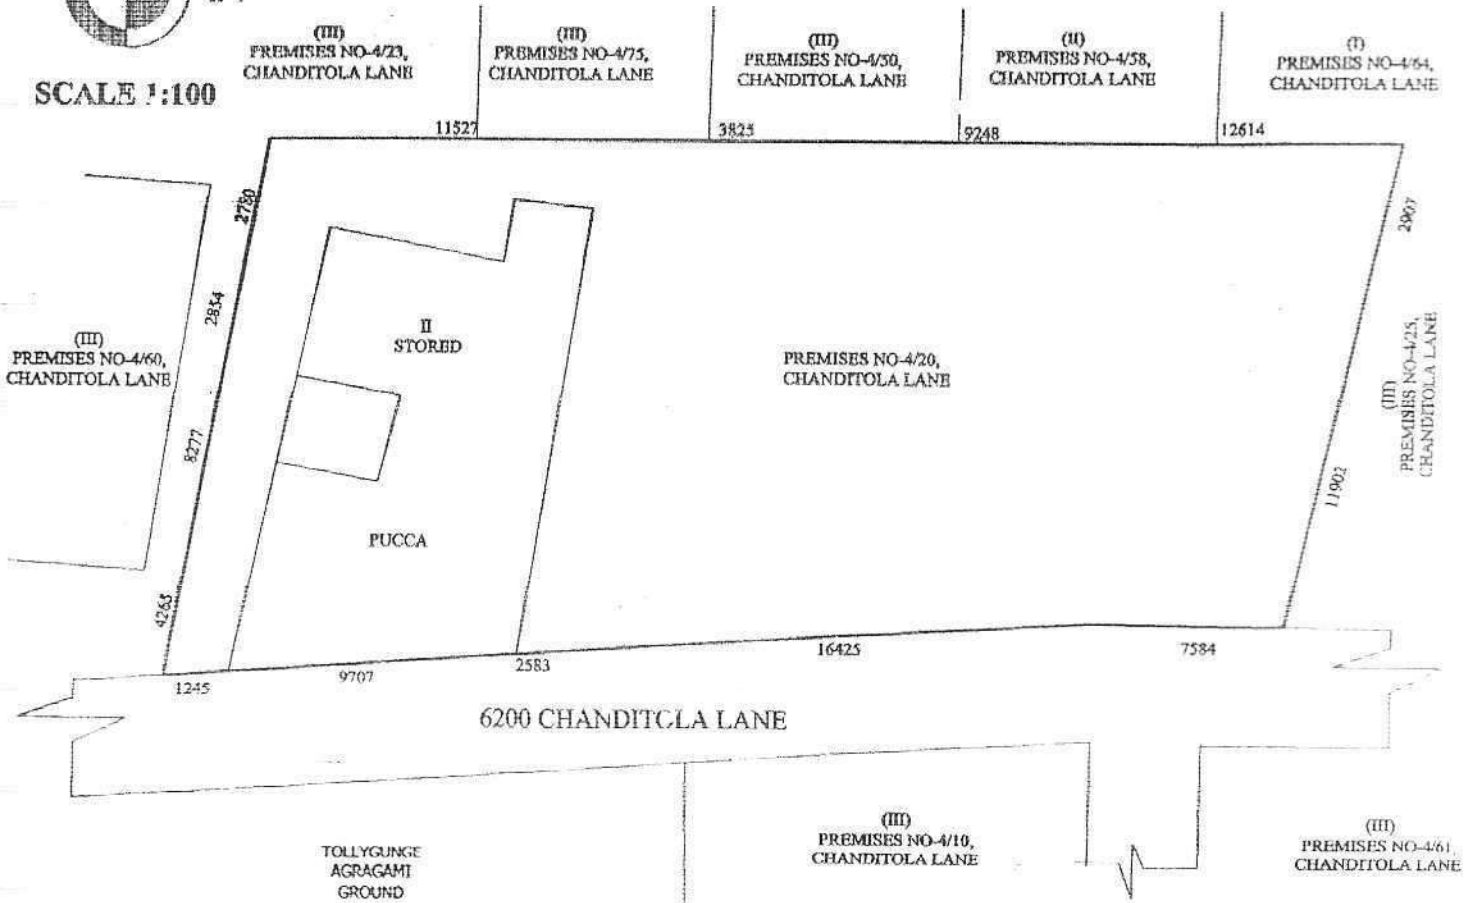 (III)
PREMISES NO-4/23,
CHANDITOLA LANE
(III)
PREMISES NO-4/75,
CHANDITOLA LANE
(III)
PREMISES NO-4/50,
CHANDITOLA LANE
(II)
PREMISES NO-4/58,
CHANDITOLA LANE
(I)
PREMISES NO-4/64,
CHANDITOLA LANE
SCALE 1:100
11527
3825
9248
12614
2780
2854
8277
4265
(III)
PREMISES NO-4/60,
CHANDITOLA LANE
II
STORED
PUCCA
PREMISES NO-4/20,
CHANDITOLA LANE
2907
11902
(III)
PREMISES NO-4/25,
CHANDITOLA LANE
1245
9707
2583
16425
7584
6200 CHANDITOLA LANE
TOLLYGUNGE
AGRAGAMI
GROUND
(III)
PREMISES NO-4/10,
CHANDITOLA LANE
(III)
PREMISES NO-4/61,
CHANDITOLA LANE